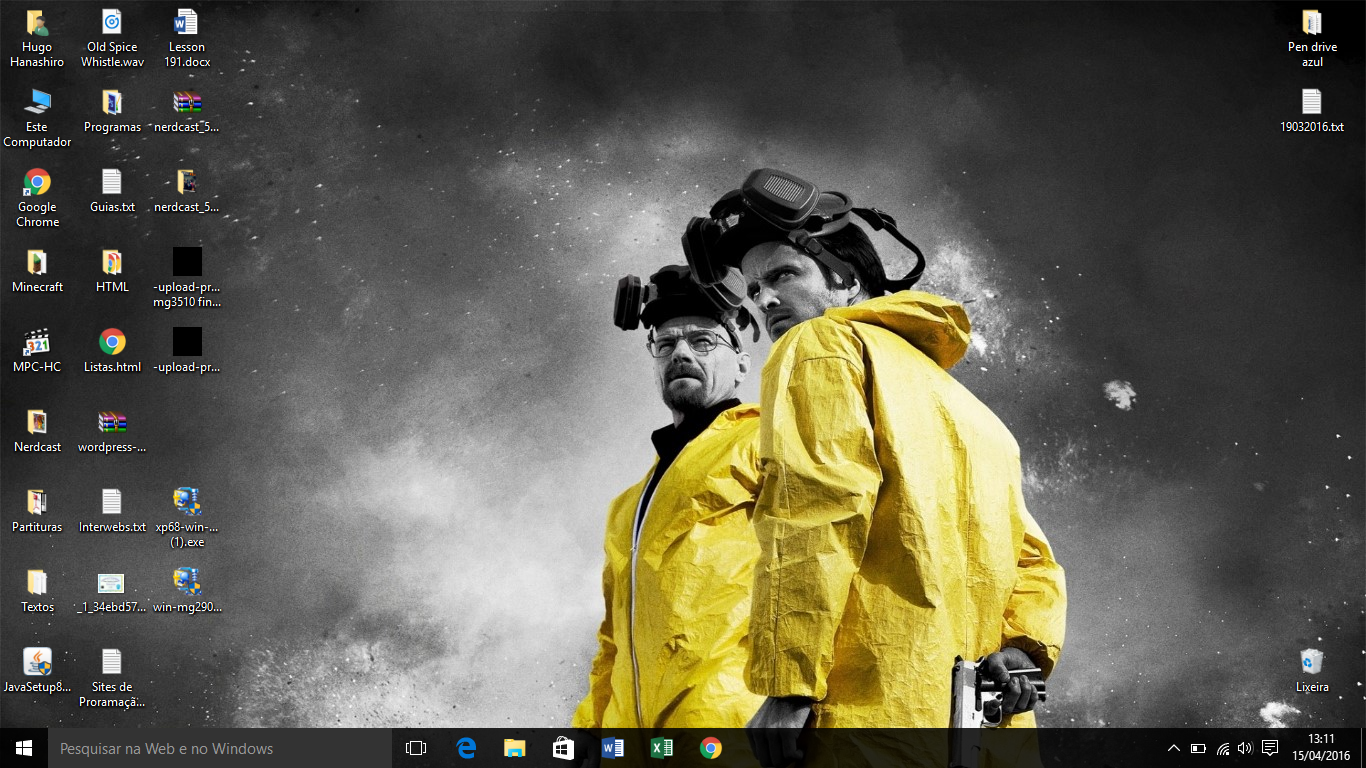 Hugo
Hanashiro
Old Spice
Whistle.wav
Lesson
191.docx
Pen drive
azul
Este
Computador
Programas
nerdcast_5...
19032016.txt
Google
Chrome
Guias.txt
nerdcast_5...
Minecraft
HTML
-upload-pr...
mg3510 fin...
321
MPC-HC
Listas.html
-upload-pr...
Nerdcast
wordpress-...
Partituras
Interwebs.txt
xp68-win-...
(1).exe
Textos
_1_34ebd57...
win-mg290...
JavaSetup8...
Sites de
Proramaçã...
Lixeira
Pesquisar na Web e no Windows
13:11
15/04/2016